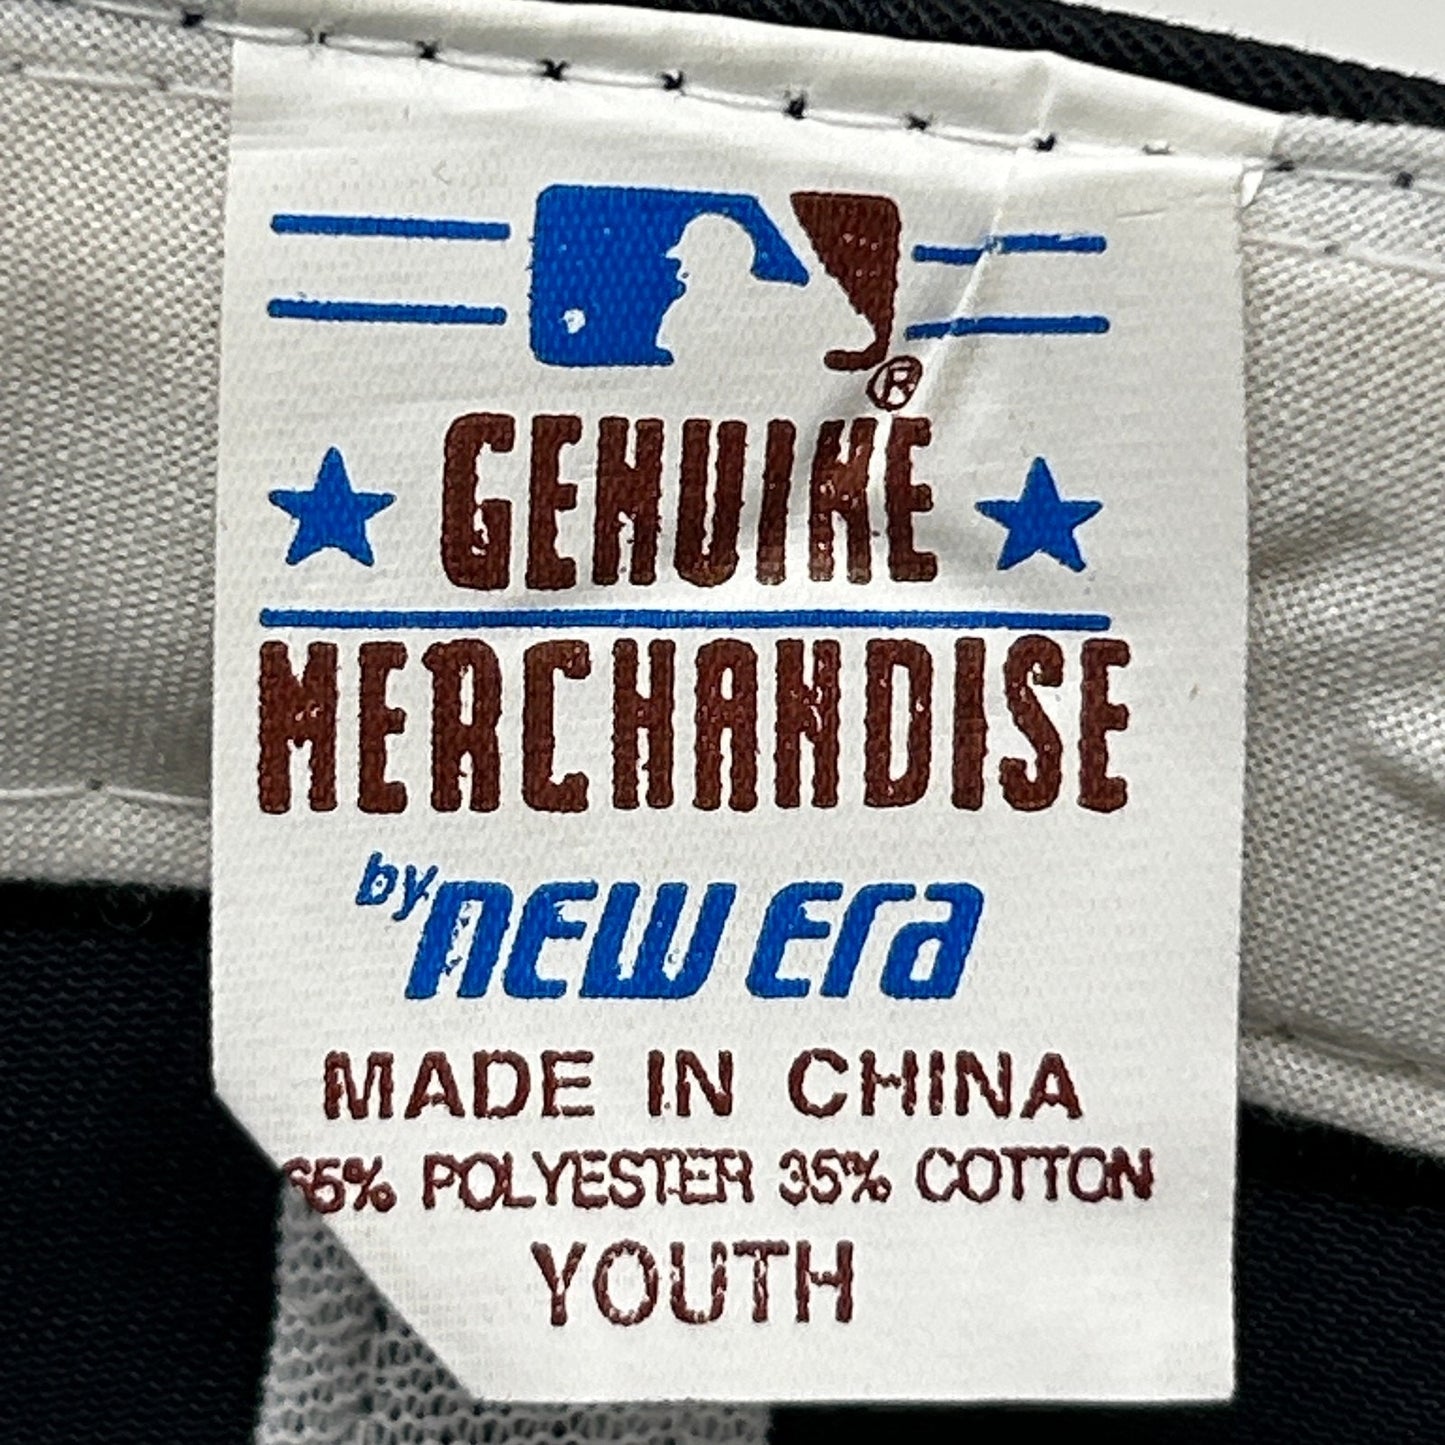 ®
GENUINE
MERCHANDISE
by NEW ERA
MADE IN CHINA
65% POLYESTER 35% COTTON
YOUTH